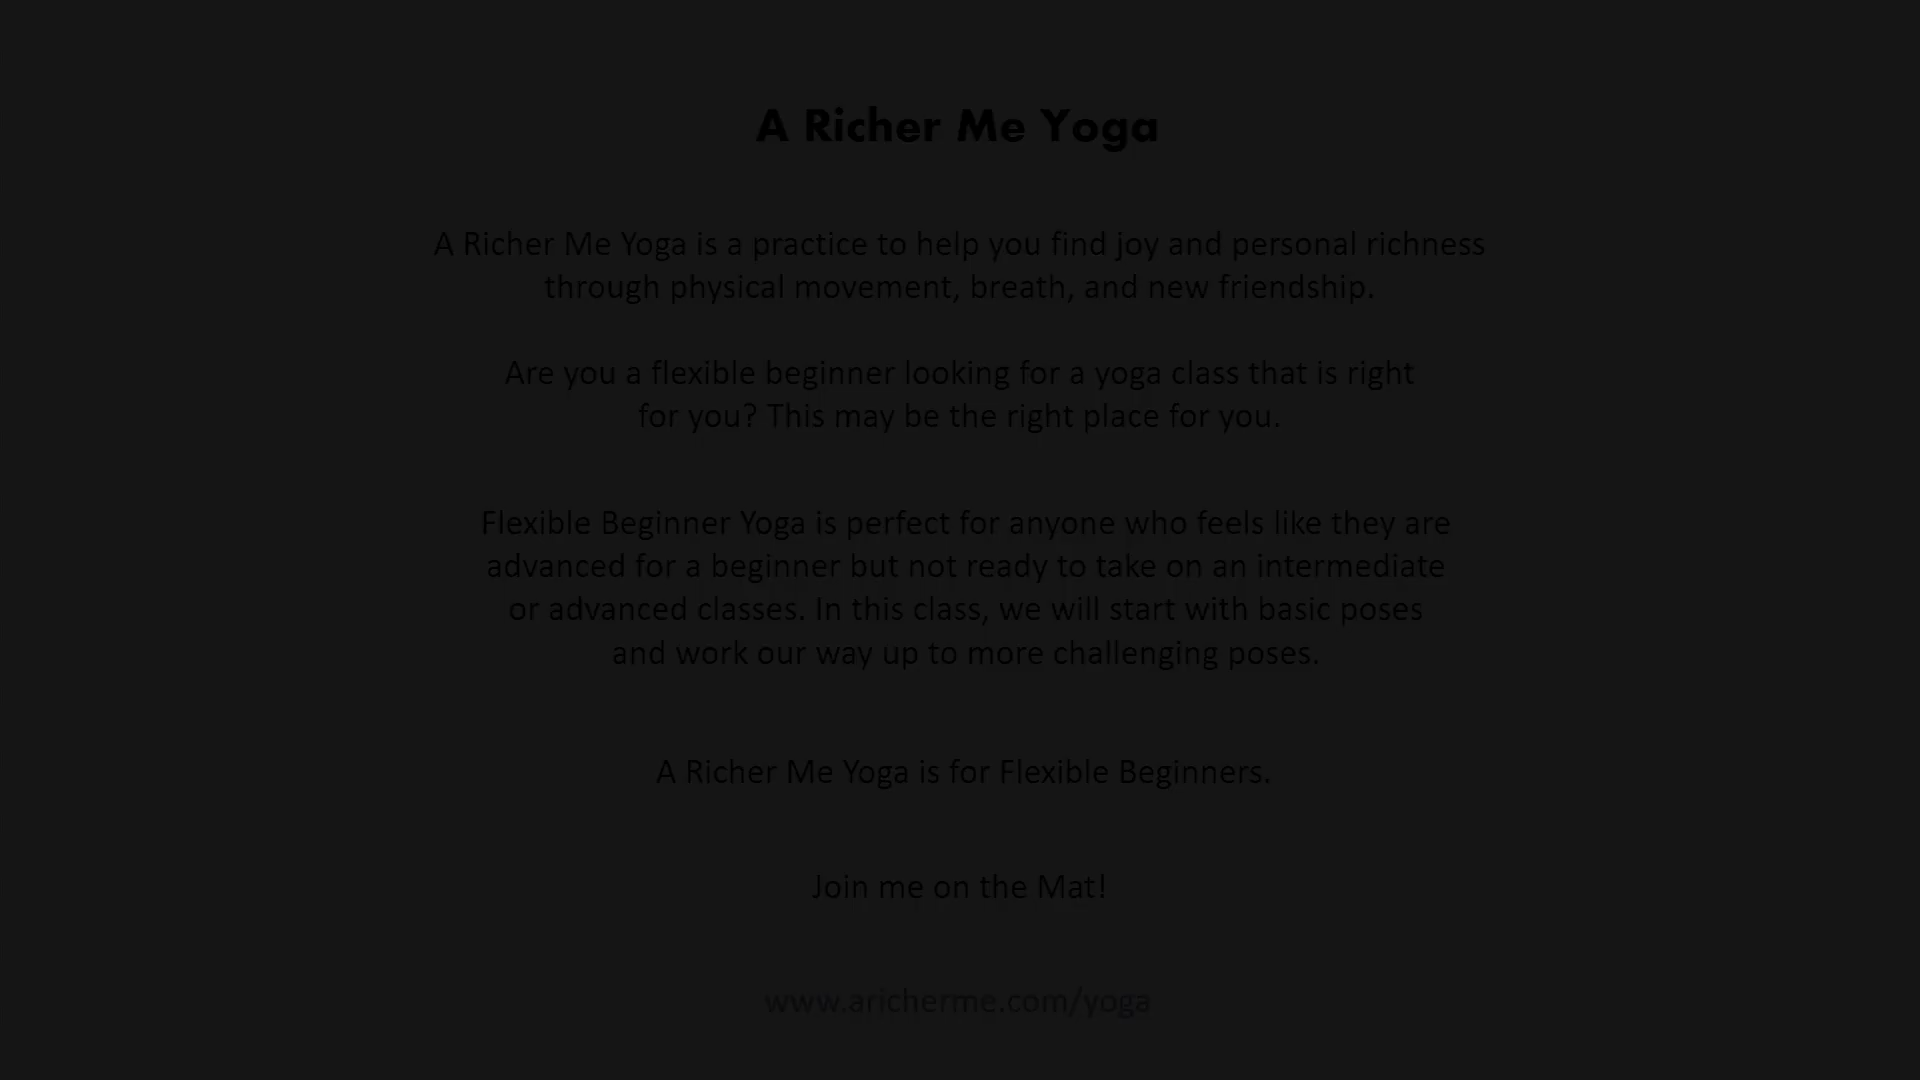 A Richer Me Yoga
A Richer Me Yoga is a practice to help you find joy and personal richness
through physical movement, breath, and new friendship.
Are you a flexible beginner looking for a yoga class that is right
for you? This may be the right place for you.
Flexible Beginner Yoga is perfect for anyone who feels like they are
advanced for a beginner but not ready to take on an intermediate
or advanced classes. In this class, we will start with basic poses
and work our way up to more challenging poses.
A Richer Me Yoga is for Flexible Beginners.
Join me on the Mat!
www.aricherme.com/yoga